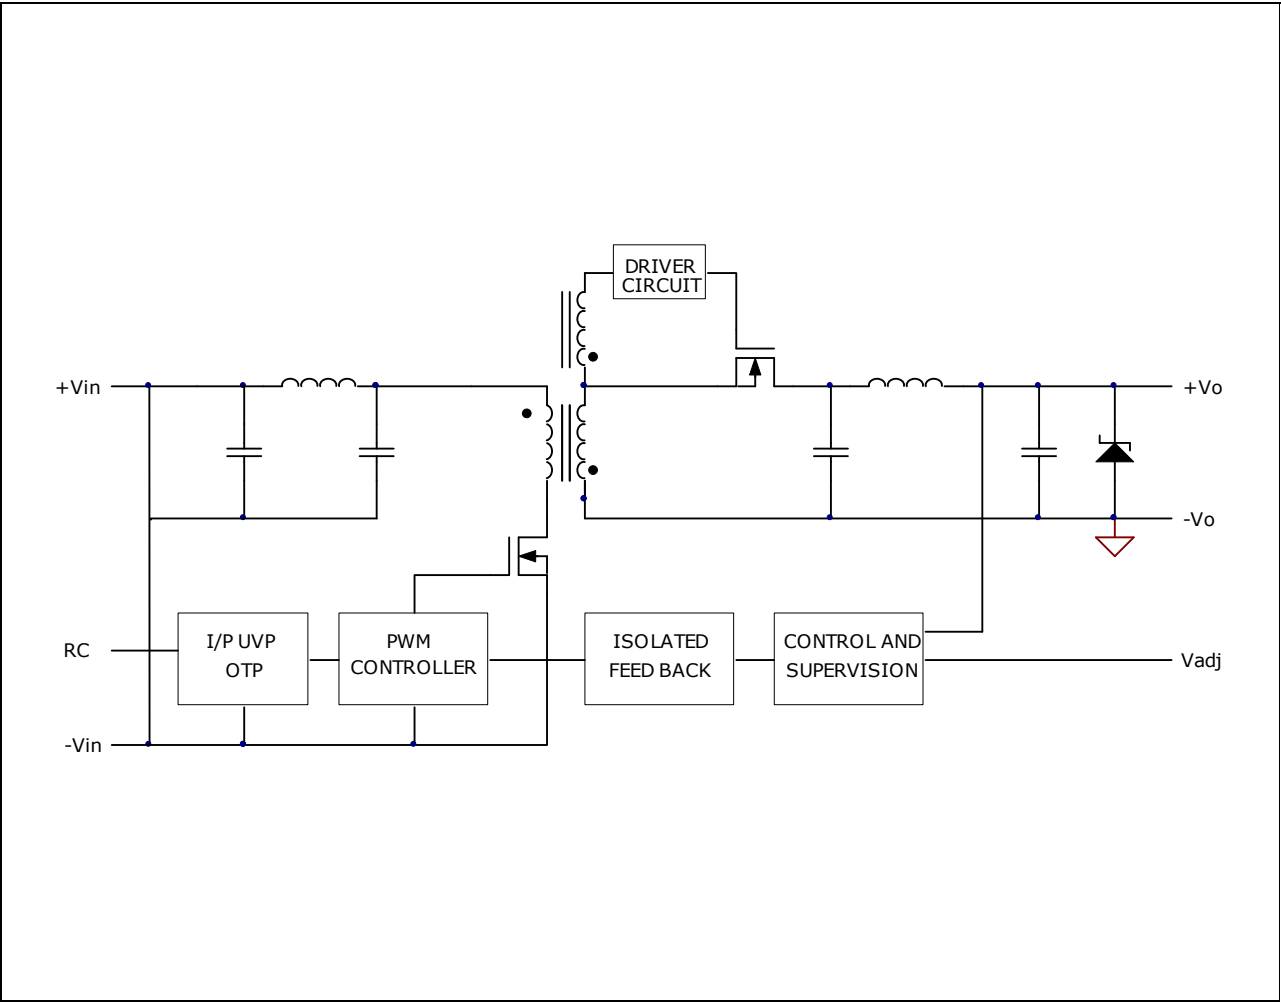 DRIVER
CIRCUIT
+Vin
+Vo
-Vo
RC
I/P UVP
OTP
PWM
CONTROLLER
ISOLATED
FEED BACK
CONTROL AND
SUPERVISION
Vadj
-Vin